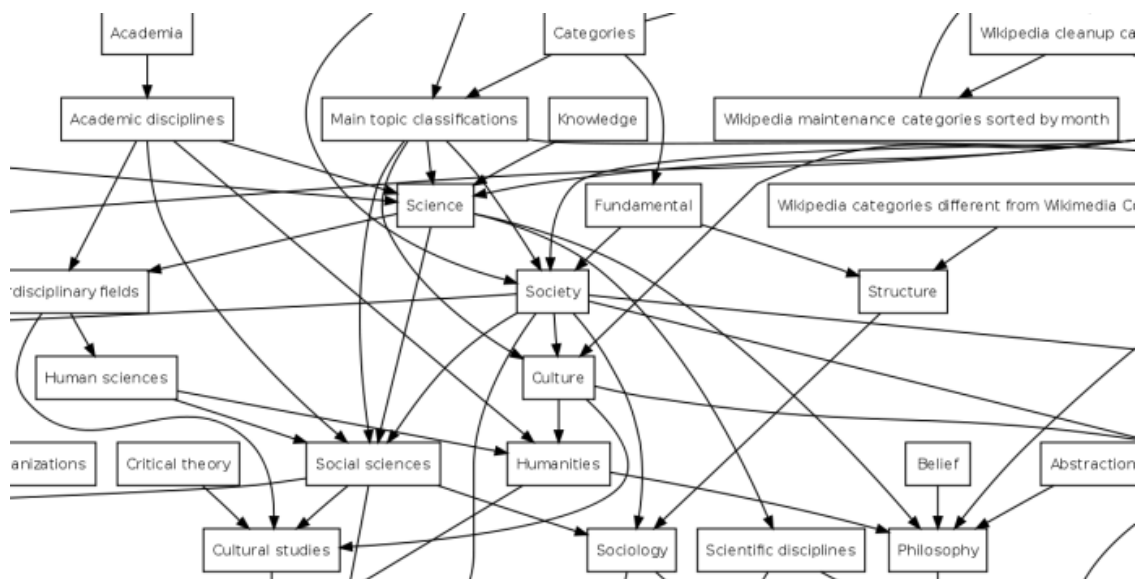 Academia
Categories
Wikipedia cleanup ca
Academic disciplines
Main topic classifications
Knowledge
Wikipedia maintenance categories sorted by month
Science
Fundamental
Wikipedia categories different from Wikimedia C
rdisciplinary fields
Society
Structure
Human sciences
Culture
anizations
Critical theory
Social sciences
Humanities
Belief
Abstraction
Cultural studies
Sociology
Scientific disciplines
Philosophy